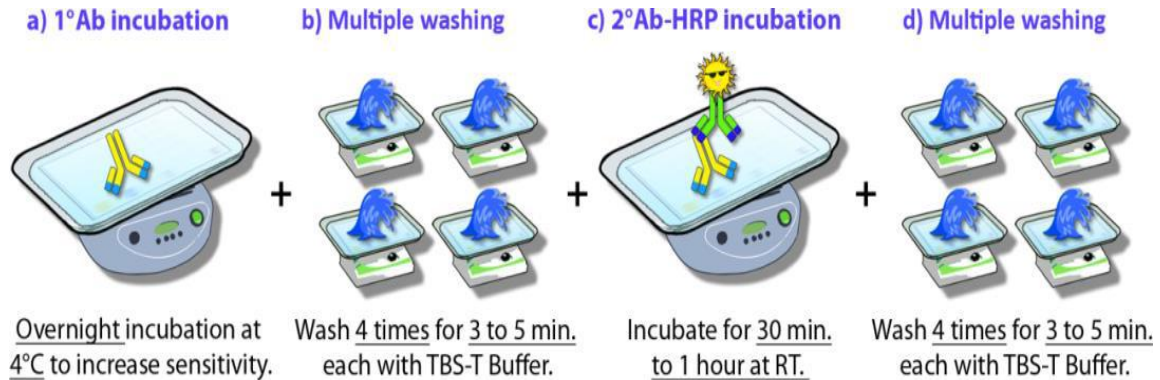 a) 1°Ab incubation
b) Multiple washing
c) 2°Ab-HRP incubation
d) Multiple washing
+
+
+
Overnight incubation at
4°C to increase sensitivity.
Wash 4 times for 3 to 5 min.
each with TBS-T Buffer.
Incubate for 30 min.
to 1 hour at RT.
Wash 4 times for 3 to 5 min.
each with TBS-T Buffer.